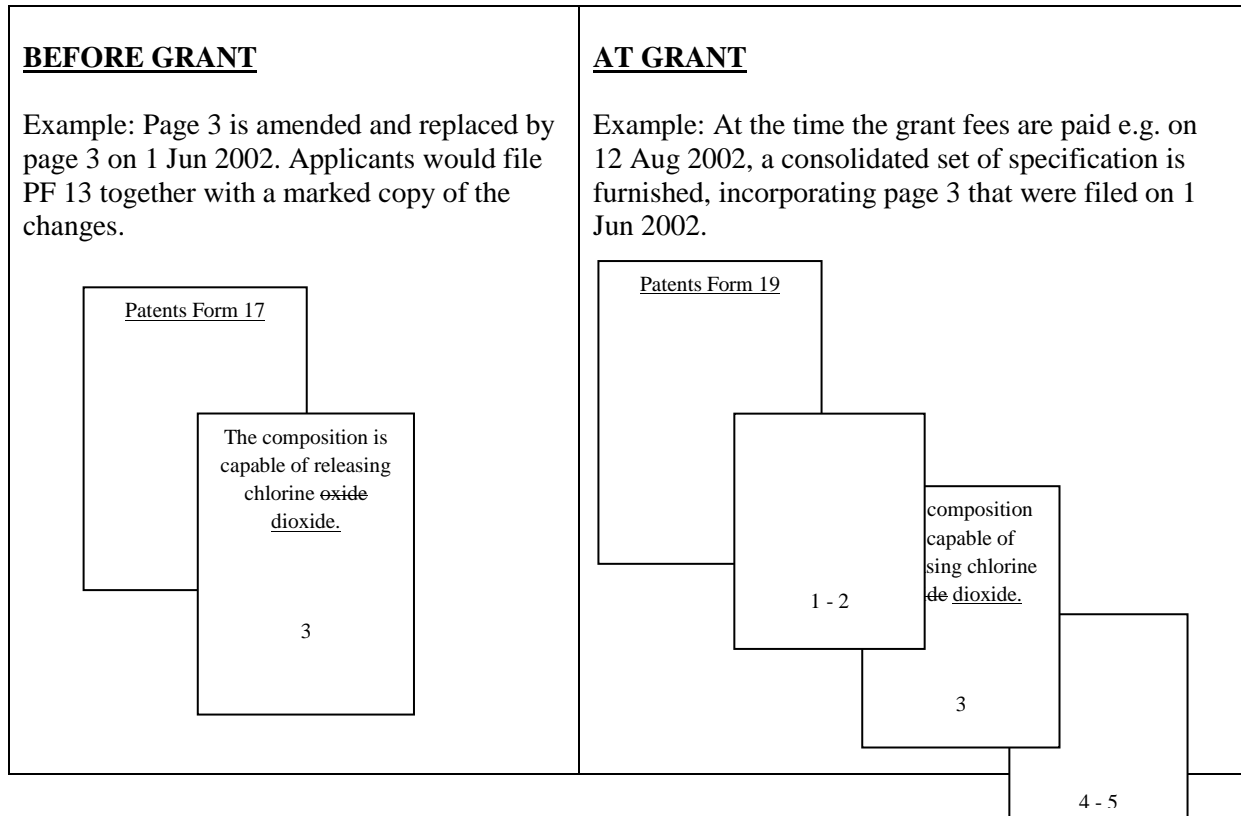 BEFORE GRANT
Example: Page 3 is amended and replaced by
page 3 on 1 Jun 2002. Applicants would file
PF 13 together with a marked copy of the
changes.
Patents Form 17
The composition is
capable of releasing
chlorine oxide
dioxide.
3
AT GRANT
Example: At the time the grant fees are paid e.g. on
12 Aug 2002, a consolidated set of specification is
furnished, incorporating page 3 that were filed on 1
Jun 2002.
Patents Form 19
1 - 2
composition
capable of
sing chlorine
de dioxide.
3
4 - 5